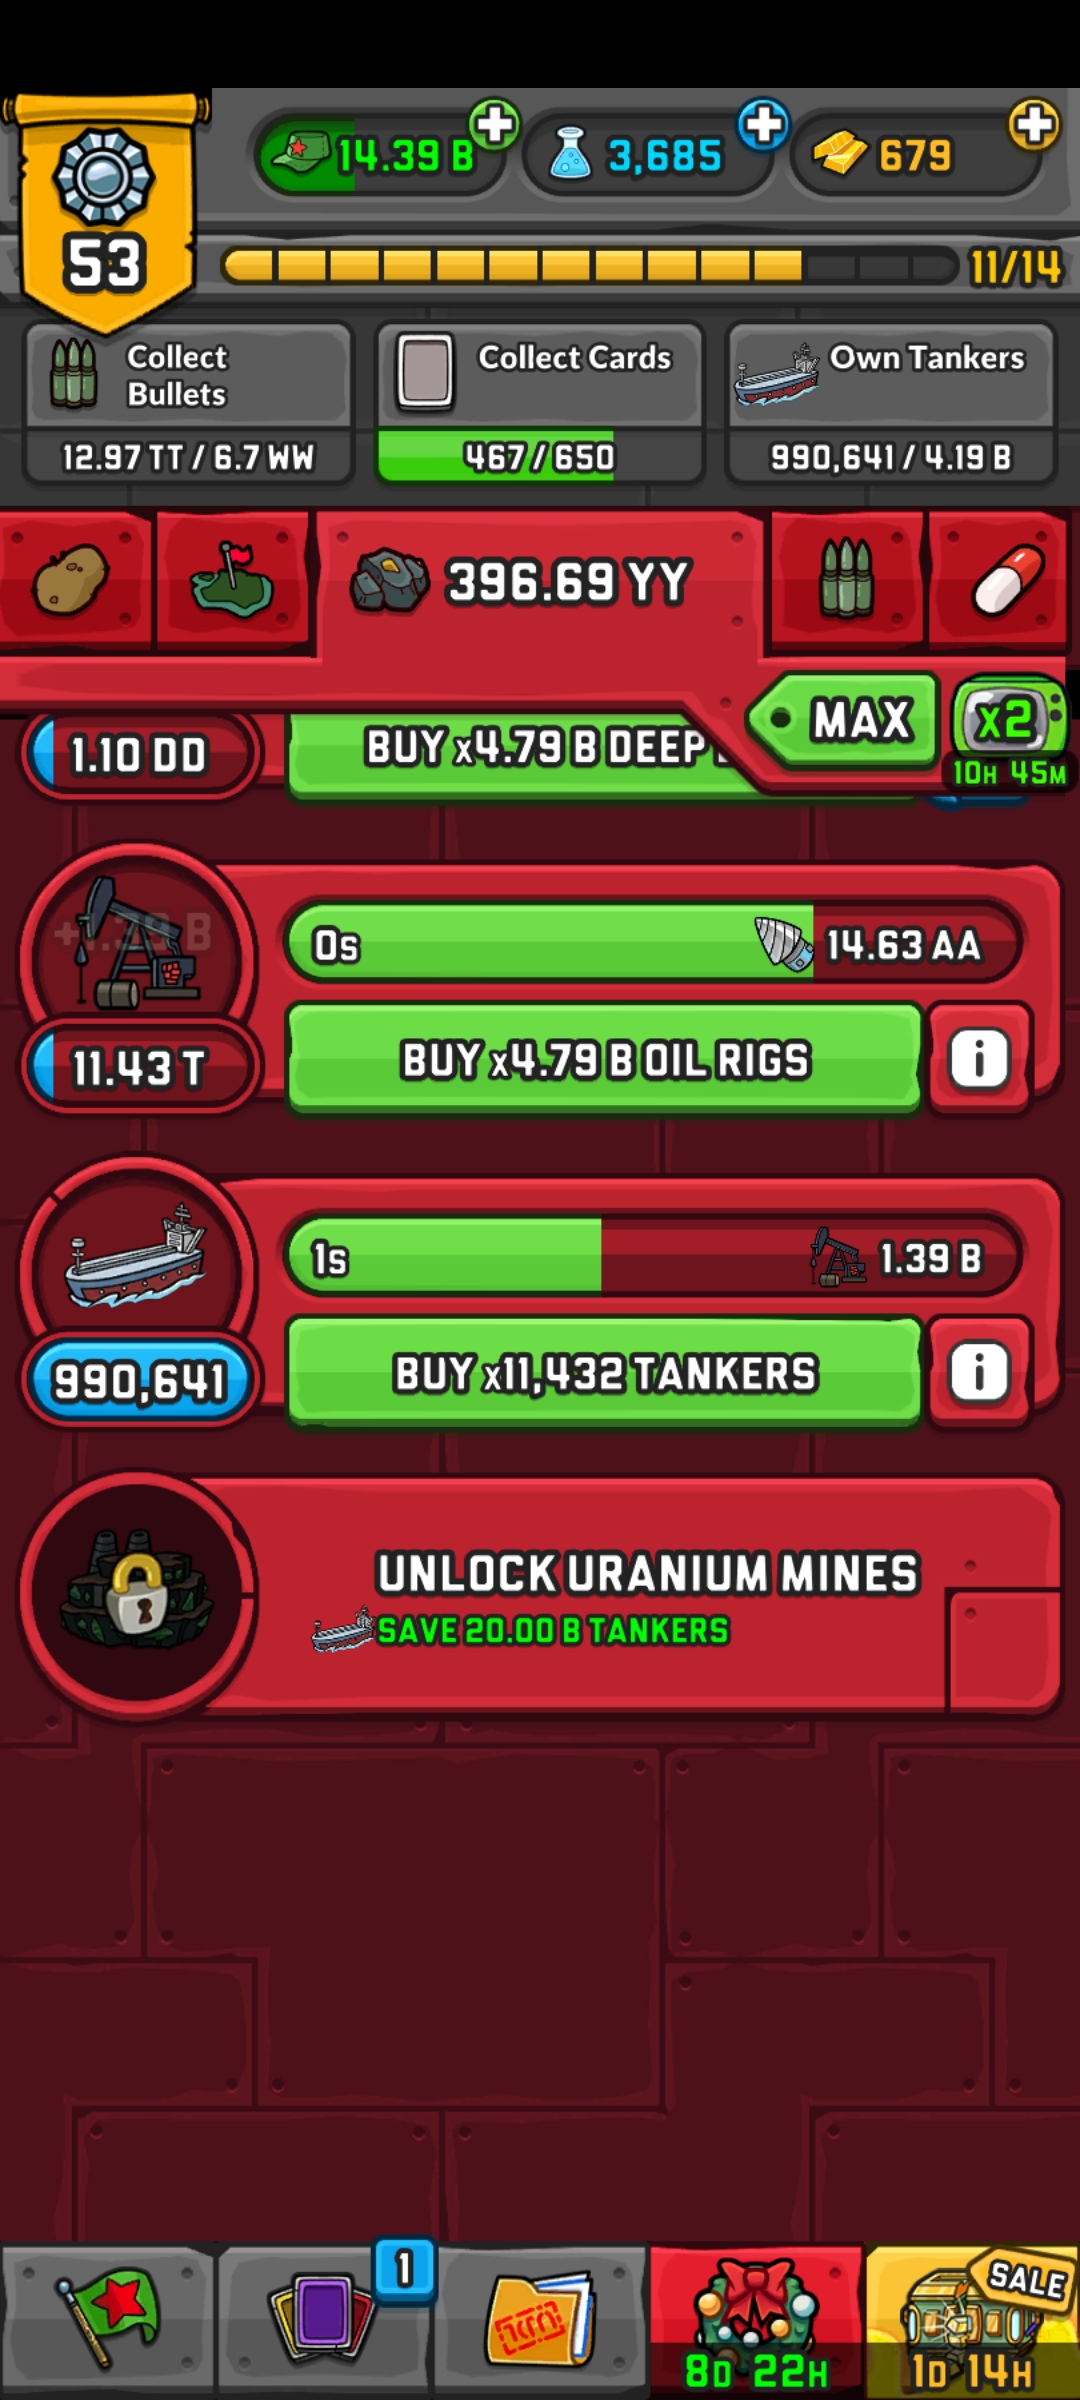 14.39 B
3,685
679
53
11/14
Collect
Bullets
Collect Cards
Own Tankers
12.97 TT / 6.7 WW
467 / 650
990,641 / 4.19 B
396.69 YY
MAX
x2
10H 45M
1.10 DD
BUY x4.79 B DEEP
+1.39 B
0s
14.63 AA
11.43 T
BUY x4.79 B OIL RIGS
i
1s
1.39 B
990,641
BUY x11,432 TANKERS
i
UNLOCK URANIUM MINES
SAVE 20.00 B TANKERS
1
SALE
8D 22H
1D 14H